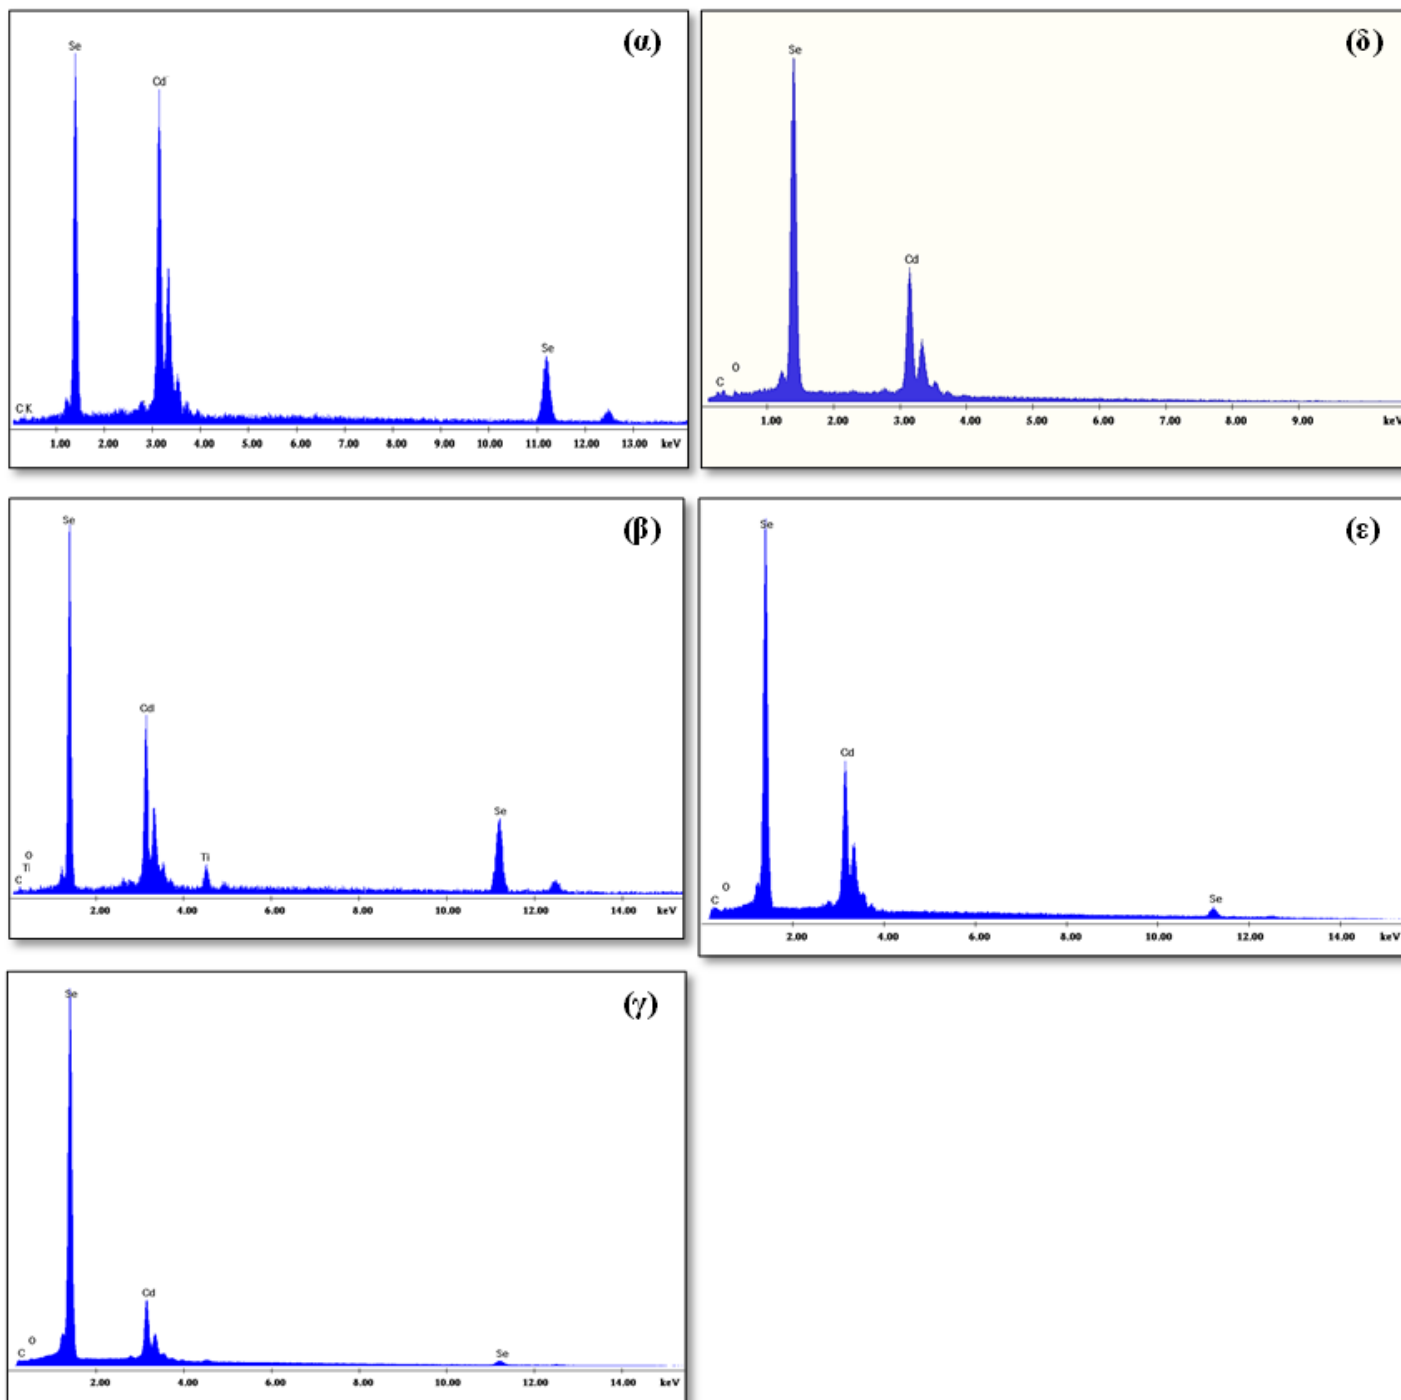 (α)
Se
Cd
Se
C K
1.00 2.00 3.00 4.00 5.00 6.00 7.00 8.00 9.00 10.00 11.00 12.00 13.00 keV
(δ)
Se
Cd
O
C
1.00 2.00 3.00 4.00 5.00 6.00 7.00 8.00 9.00 keV
(β)
Se
Cd
Se
O
Ti
Ti
C
2.00 4.00 6.00 8.00 10.00 12.00 14.00 keV
(ε)
Se
Cd
O
C
Se
2.00 4.00 6.00 8.00 10.00 12.00 14.00 keV
(γ)
Se
Cd
O
C
Se
2.00 4.00 6.00 8.00 10.00 12.00 14.00 keV